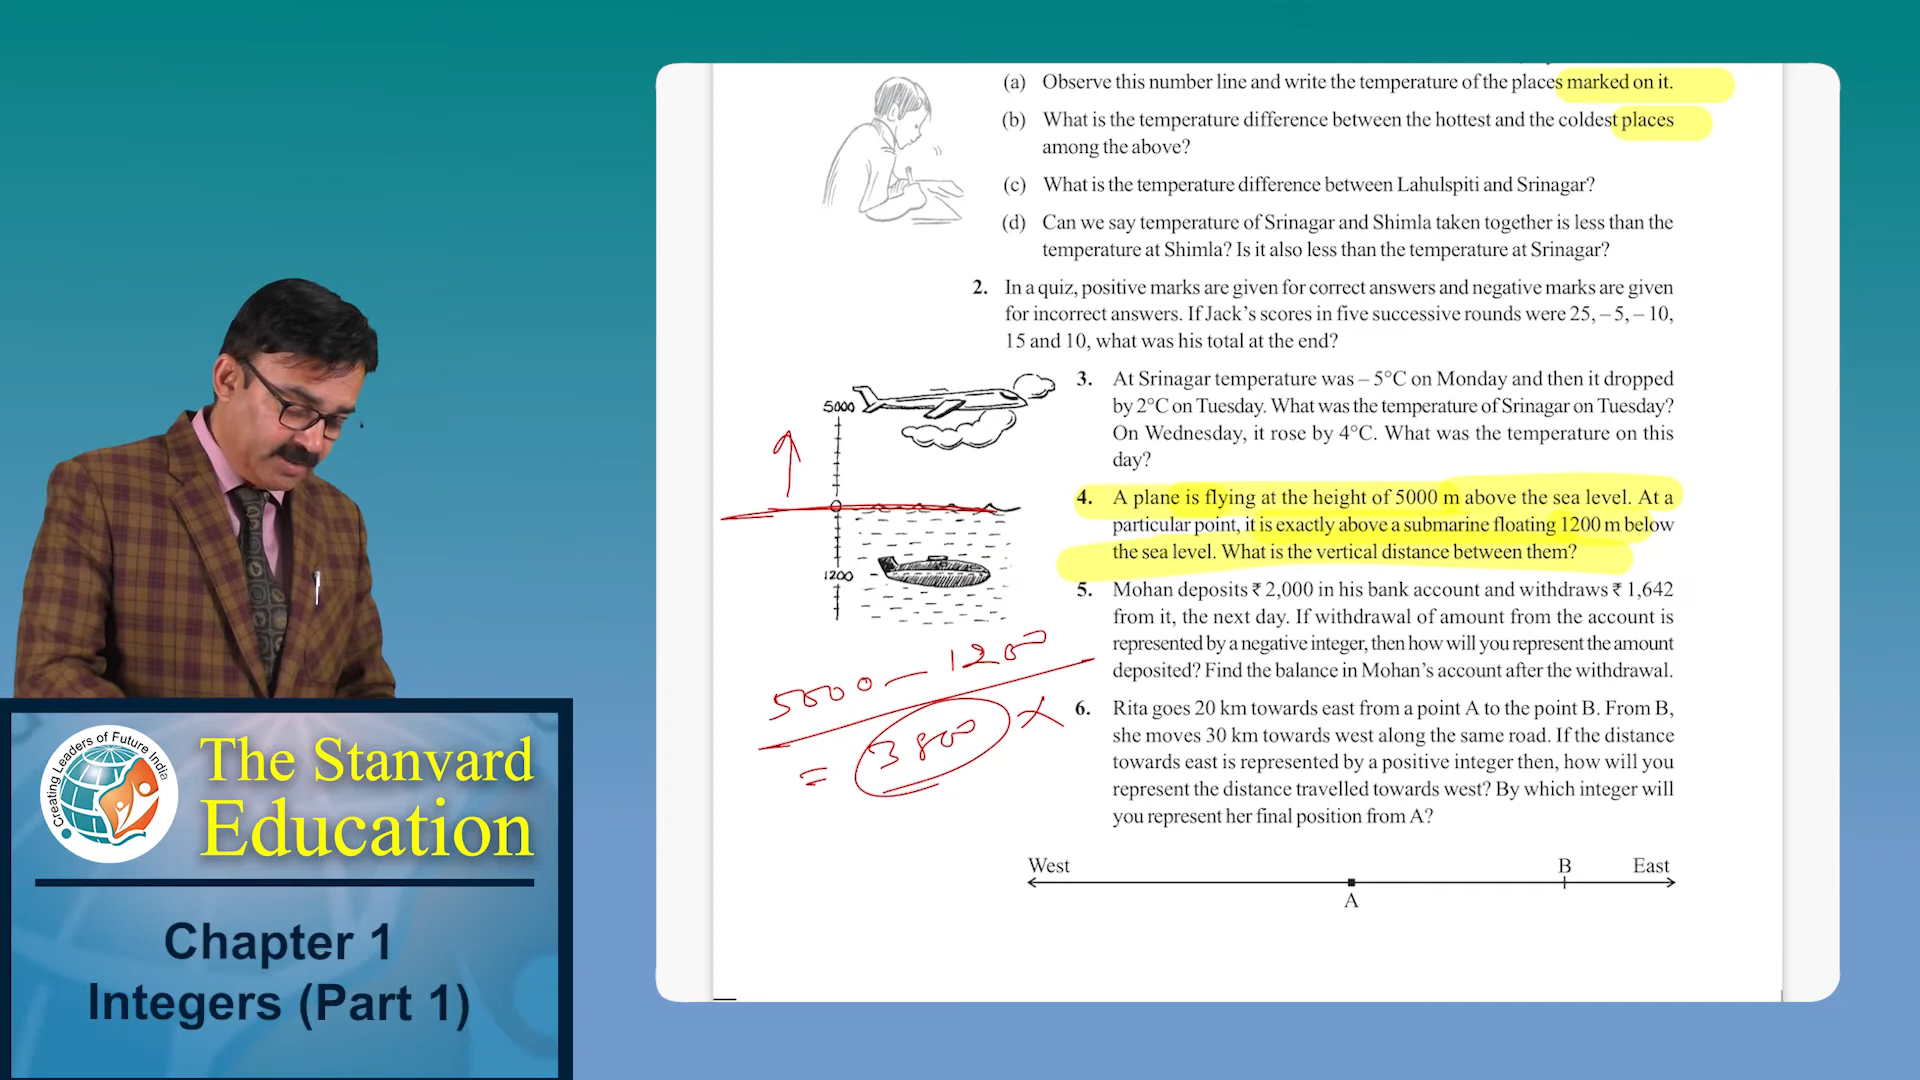 (a) Observe this number line and write the temperature of the places marked on it.
(b) What is the temperature difference between the hottest and the coldest places
among the above?
(c) What is the temperature difference between Lahulspiti and Srinagar?
(d) Can we say temperature of Srinagar and Shimla taken together is less than the
temperature at Shimla? Is it also less than the temperature at Srinagar?
2. In a quiz, positive marks are given for correct answers and negative marks are given
for incorrect answers. If Jack's scores in five successive rounds were 25, – 5, – 10,
15 and 10, what was his total at the end?
3. At Srinagar temperature was – 5°C on Monday and then it dropped
by 2°C on Tuesday. What was the temperature of Srinagar on Tuesday?
On Wednesday, it rose by 4°C. What was the temperature on this
day?
4. A plane is flying at the height of 5000 m above the sea level. At a
particular point, it is exactly above a submarine floating 1200 m below
the sea level. What is the vertical distance between them?
5. Mohan deposits ₹ 2,000 in his bank account and withdraws ₹ 1,642
from it, the next day. If withdrawal of amount from the account is
represented by a negative integer, then how will you represent the amount
deposited? Find the balance in Mohan's account after the withdrawal.
6. Rita goes 20 km towards east from a point A to the point B. From B,
she moves 30 km towards west along the same road. If the distance
towards east is represented by a positive integer then, how will you
represent the distance travelled towards west? By which integer will
you represent her final position from A?
West B East
A
5000
0
1200
5000 – 1200
= 3800 ×
Creating Leaders of Future India
The Stanvard
Education
Chapter 1
Integers (Part 1)